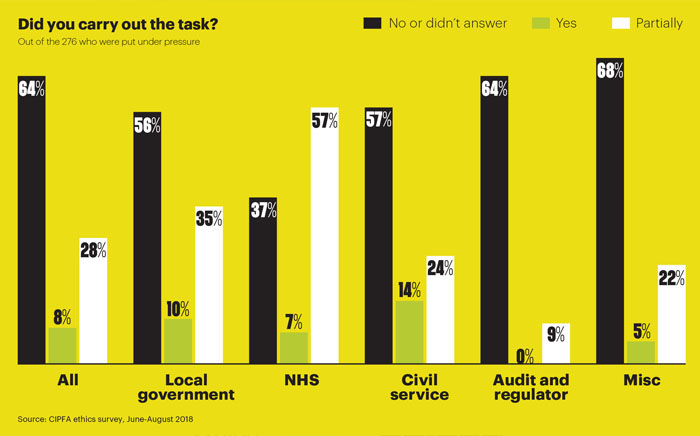 Did you carry out the task?
Out of the 276 who were put under pressure
No or didn’t answer
Yes
Partially
64%
8%
28%
56%
10%
35%
37%
7%
57%
57%
14%
24%
64%
0%
9%
68%
5%
22%
All
Local
government
NHS
Civil
service
Audit and
regulator
Misc
Source: CIPFA ethics survey, June-August 2018